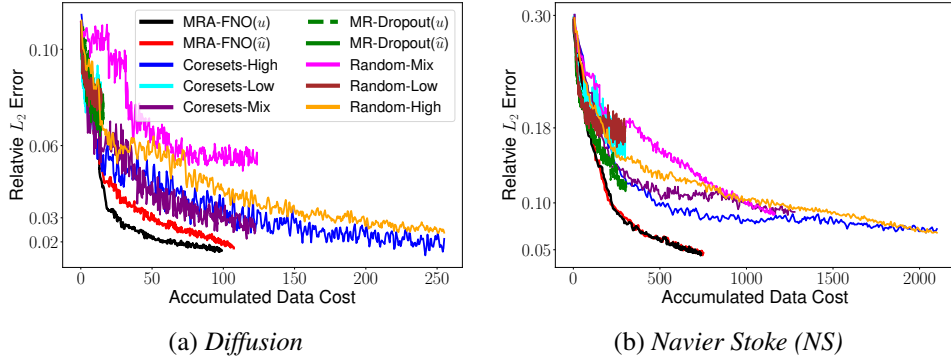 0.10
0.06
0.03
0.02
Relatvie L₂ Error
MRA-FNO(u)
MRA-FNO(û)
Coresets-High
Coresets-Low
Coresets-Mix
MR-Dropout(u)
MR-Dropout(û)
Random-Mix
Random-Low
Random-High
0 50 100 150 200 250
Accumulated Data Cost
(a) Diffusion
0.30
0.18
0.10
0.05
Relatvie L₂ Error
0 500 1000 1500 2000
Accumulated Data Cost
(b) Navier Stoke (NS)